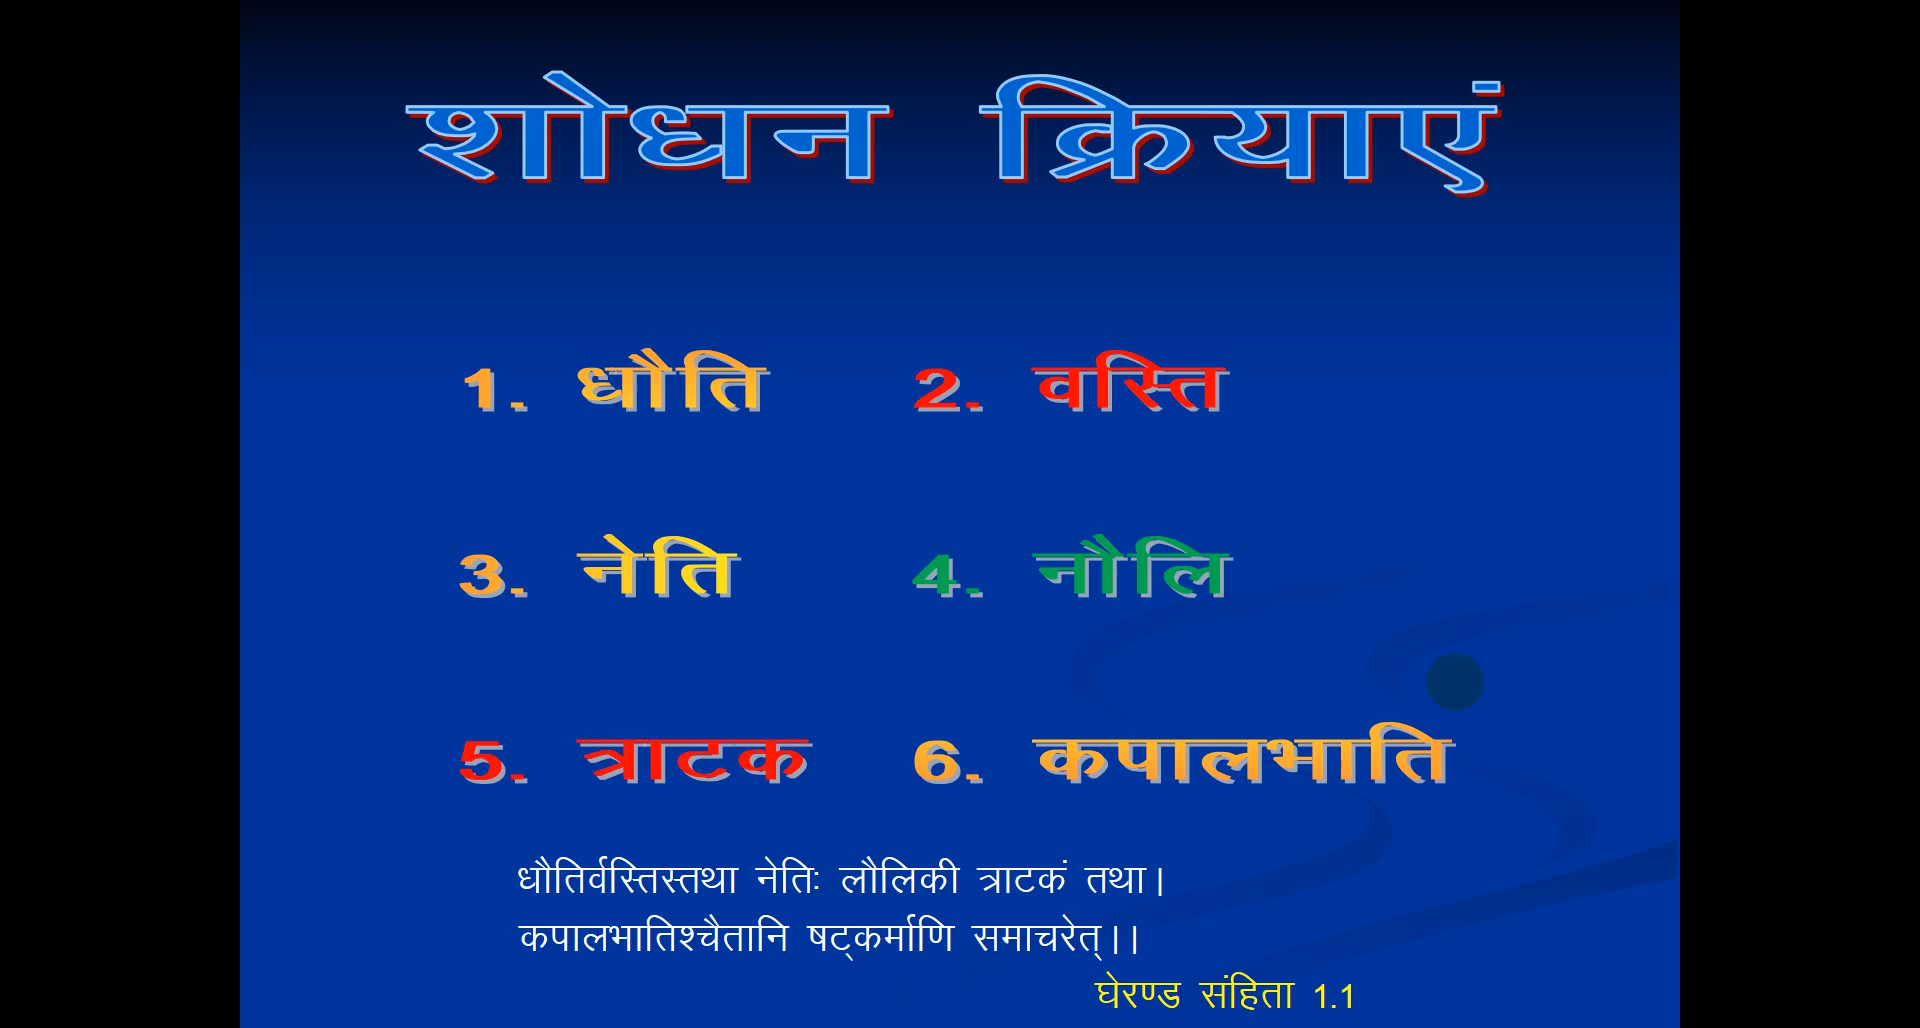 शोधन क्रियाएं
1. धौति 2. वस्ति
3. नेति 4. नौलि
5. त्राटक 6. कपालभाति
धौतिर्वस्तिस्तथा नेतिः लौलिकी त्राटकं तथा।
कपालभातिश्चैतानि षट्कर्माणि समाचरेत्।।
घेरण्ड संहिता 1.1